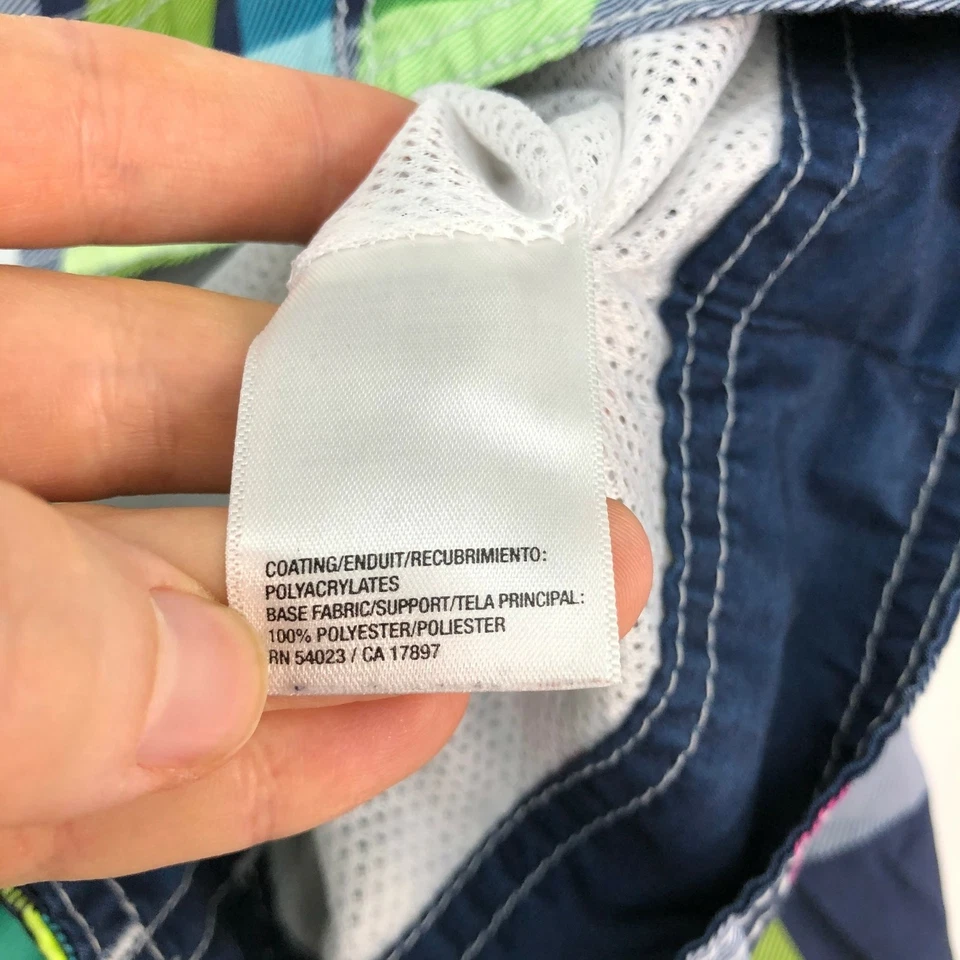 COATING/ENDUIT/RECUBRIMIENTO:
POLYACRYLATES
BASE FABRIC/SUPPORT/TELA PRINCIPAL:
100% POLYESTER/POLIESTER
RN 54023 / CA 17897